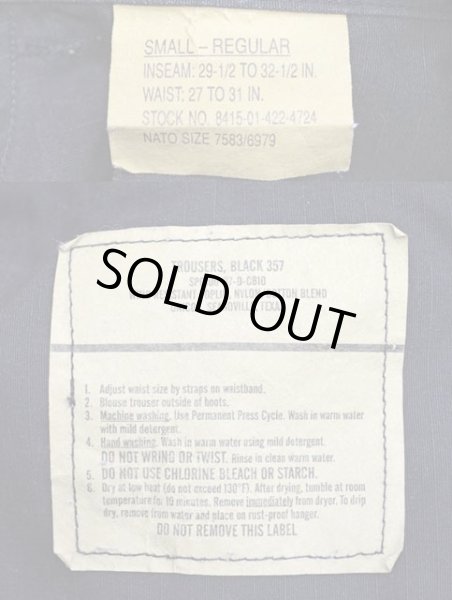 SMALL – REGULAR
INSEAM: 29-1/2 TO 32-1/2 IN.
WAIST: 27 TO 31 IN.
STOCK NO. 8415-01-422-4724
NATO SIZE 7583/6979
TROUSERS, BLACK 357
SOLD OUT
1. Adjust waist size by straps on waistband.
2. Blouse trouser outside of boots.
3. Machine washing. Use Permanent Press Cycle. Wash in warm water
with mild detergent.
4. Hand washing. Wash in warm water using mild detergent.
DO NOT WRING OR TWIST. Rinse in clean warm water.
5. DO NOT USE CHLORINE BLEACH OR STARCH.
6. Dry at low heat (do not exceed 130°F). After drying, tumble at room
temperature for 10 minutes. Remove immediately from dryer. To drip
dry, remove from water and place on rust-proof hanger.
DO NOT REMOVE THIS LABEL